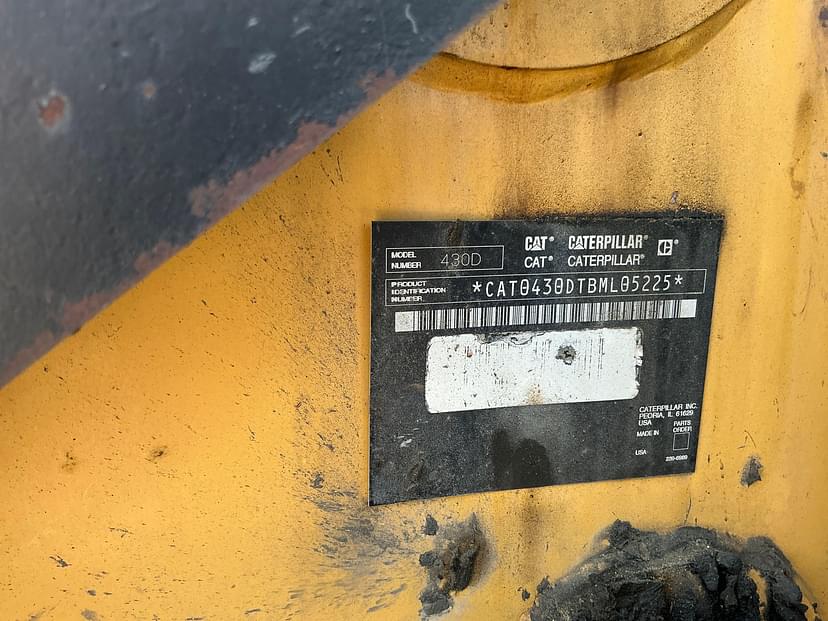 CAT® CATERPILLAR®
CAT® CATERPILLAR®
MODEL
NUMBER 430D
PRODUCT
IDENTIFICATION
NUMBER *CAT0430DTBML05225*
CATERPILLAR INC.
PEORIA, IL 61629
USA PARTS
ORDER
MADE IN
USA